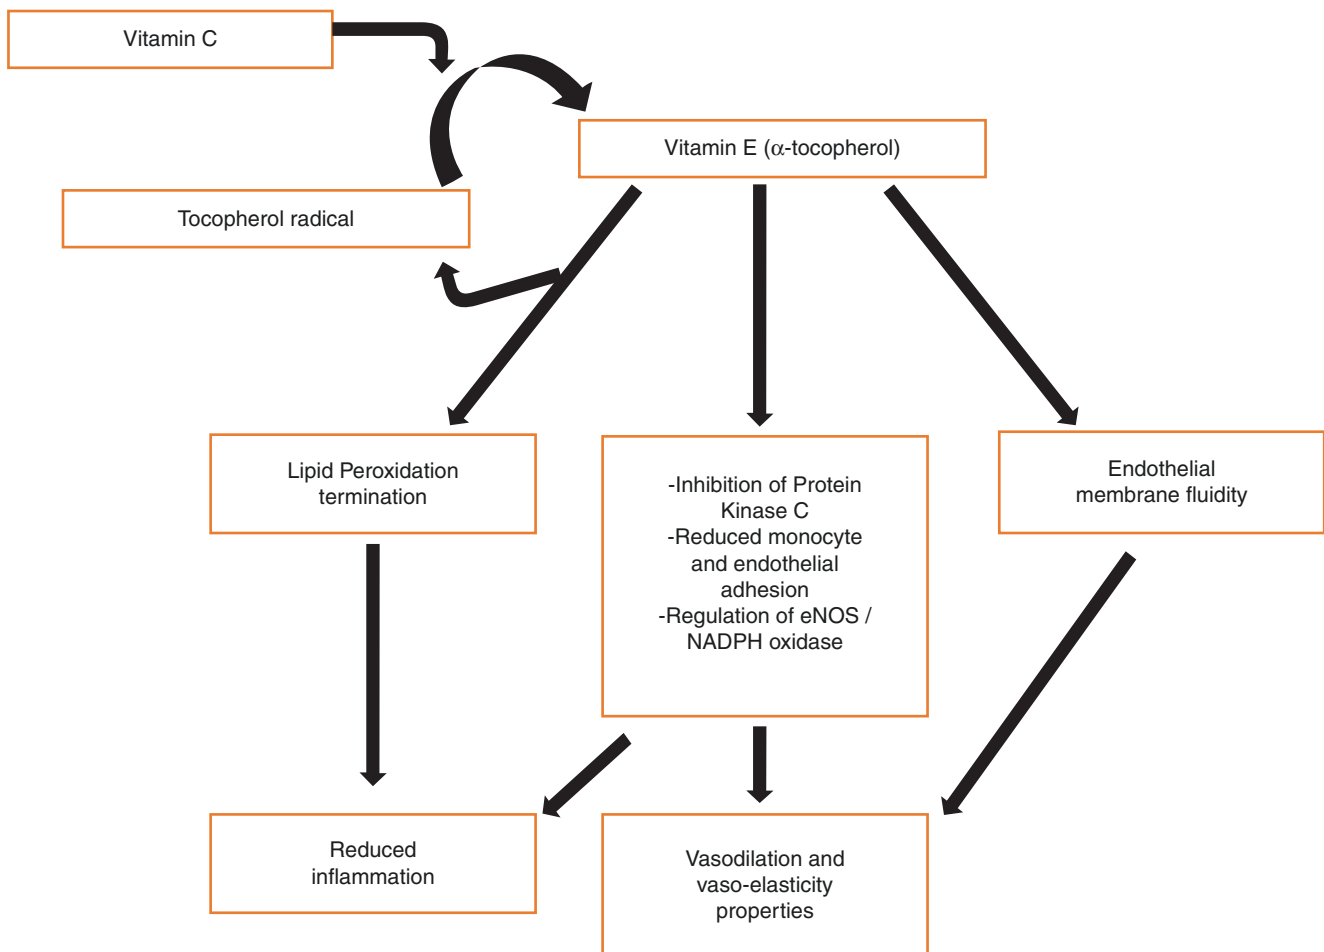 Vitamin C
Vitamin E (α-tocopherol)
Tocopherol radical
Lipid Peroxidation
termination
-Inhibition of Protein
Kinase C
-Reduced monocyte
and endothelial
adhesion
-Regulation of eNOS /
NADPH oxidase
Endothelial
membrane fluidity
Reduced
inflammation
Vasodilation and
vaso-elasticity
properties